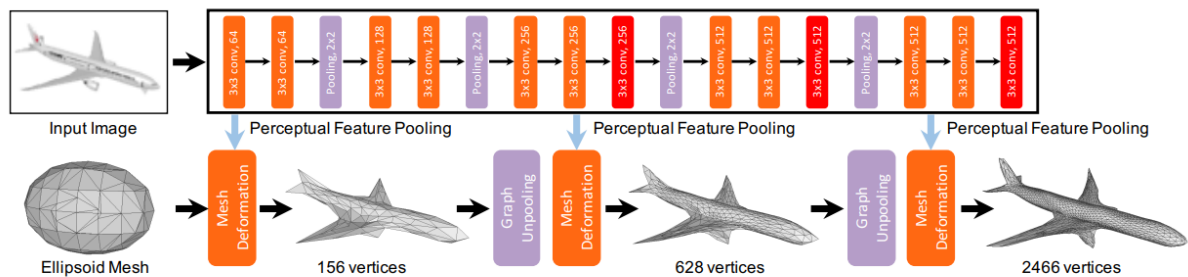 3x3 conv, 64
3x3 conv, 64
Pooling, 2x2
3x3 conv, 128
3x3 conv, 128
Pooling, 2x2
3x3 conv, 256
3x3 conv, 256
3x3 conv, 256
Pooling, 2x2
3x3 conv, 512
3x3 conv, 512
3x3 conv, 512
Pooling, 2x2
3x3 conv, 512
3x3 conv, 512
3x3 conv, 512
Input Image
Perceptual Feature Pooling
Perceptual Feature Pooling
Perceptual Feature Pooling
Mesh
Deformation
Graph
Unpooling
Mesh
Deformation
Graph
Unpooling
Mesh
Deformation
Ellipsoid Mesh
156 vertices
628 vertices
2466 vertices